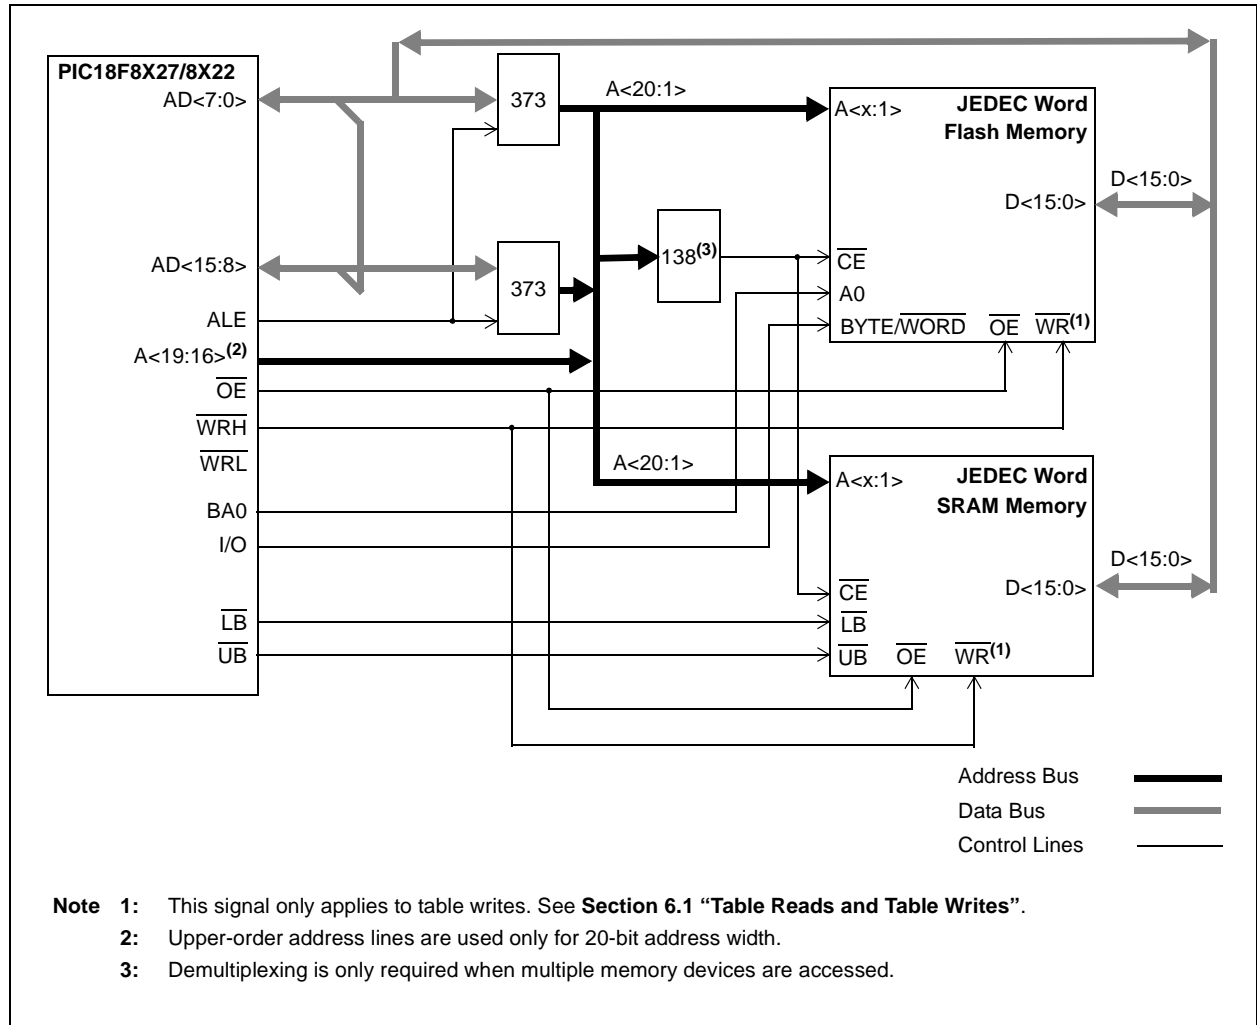 PIC18F8X27/8X22
AD<7:0>
373
A<20:1>
A<x:1>
JEDEC Word
Flash Memory
D<15:0>
D<15:0>
AD<15:8>
373
138(3)
CE
A0
ALE
BYTE/WORD
OE
WR(1)
A<19:16>(2)
OE
WRH
WRL
A<20:1>
A<x:1>
JEDEC Word
SRAM Memory
BA0
I/O
D<15:0>
D<15:0>
CE
LB
LB
UB
UB
OE
WR(1)
Address Bus
Data Bus
Control Lines
Note 1: This signal only applies to table writes. See Section 6.1 “Table Reads and Table Writes”.
2: Upper-order address lines are used only for 20-bit address width.
3: Demultiplexing is only required when multiple memory devices are accessed.